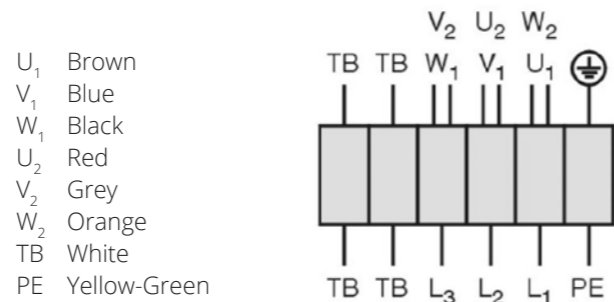 U₁ Brown
V₁ Blue
W₁ Black
U₂ Red
V₂ Grey
W₂ Orange
TB White
PE Yellow-Green
V₂ U₂ W₂
TB TB W₁ V₁ U₁
TB TB L₃ L₂ L₁ PE